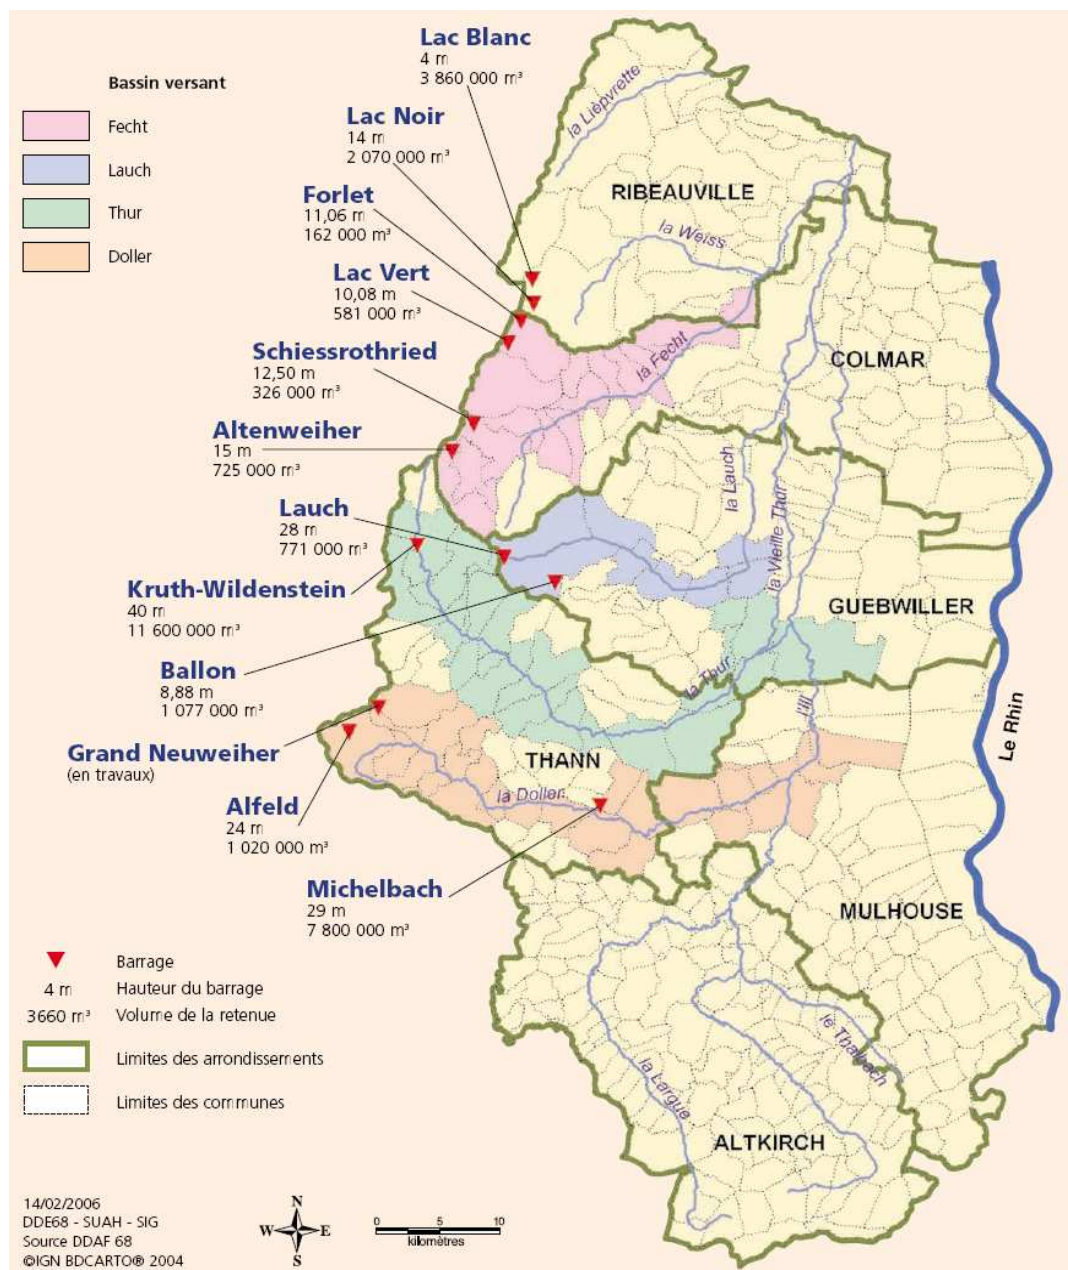 Bassin versant
Fecht
Lauch
Thur
Doller
Lac Blanc
4 m
3 860 000 m³
Lac Noir
14 m
2 070 000 m³
Forlet
11,06 m
162 000 m³
Lac Vert
10,08 m
581 000 m³
Schiessrothried
12,50 m
326 000 m³
Altenweiher
15 m
725 000 m³
Lauch
28 m
771 000 m³
Kruth-Wildenstein
40 m
11 600 000 m³
Ballon
8,88 m
1 077 000 m³
Grand Neuweiher
(en travaux)
Alfeld
24 m
1 020 000 m³
Michelbach
29 m
7 800 000 m³
la Lièpvrette
RIBEAUVILLE
la Weiss
la Fecht
COLMAR
la Lauch
la Vieille Thur
GUEBWILLER
la Thur
l'Ill
Le Rhin
THANN
la Doller
MULHOUSE
le Thalbach
la Largue
ALTKIRCH
Barrage
4 m
Hauteur du barrage
3660 m³
Volume de la retenue
Limites des arrondissements
Limites des communes
14/02/2006
DDE68 - SUAH - SIG
Source DDAF 68
©IGN BDCARTO® 2004
N
W
E
S
0
5
10
kilomètres